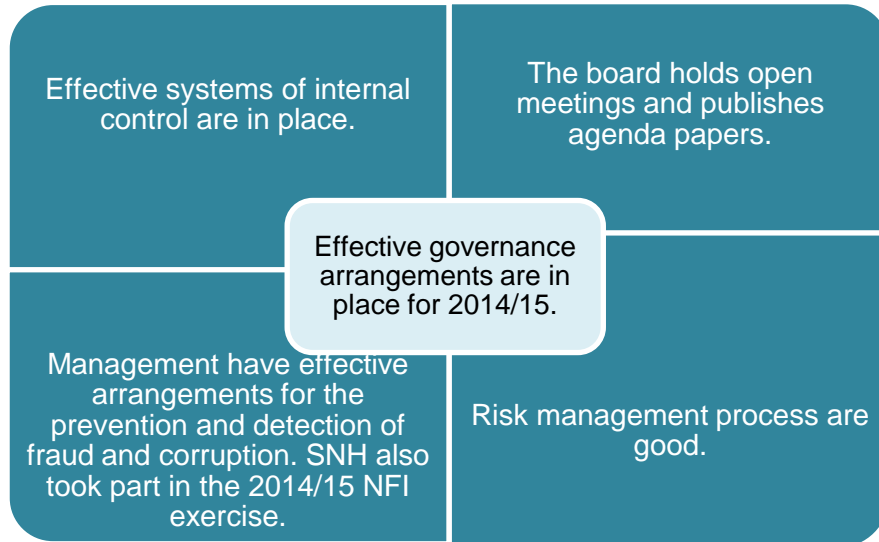 Effective systems of internal
control are in place.
The board holds open
meetings and publishes
agenda papers.
Effective governance
arrangements are in
place for 2014/15.
Management have effective
arrangements for the
prevention and detection of
fraud and corruption. SNH also
took part in the 2014/15 NFI
exercise.
Risk management process are
good.